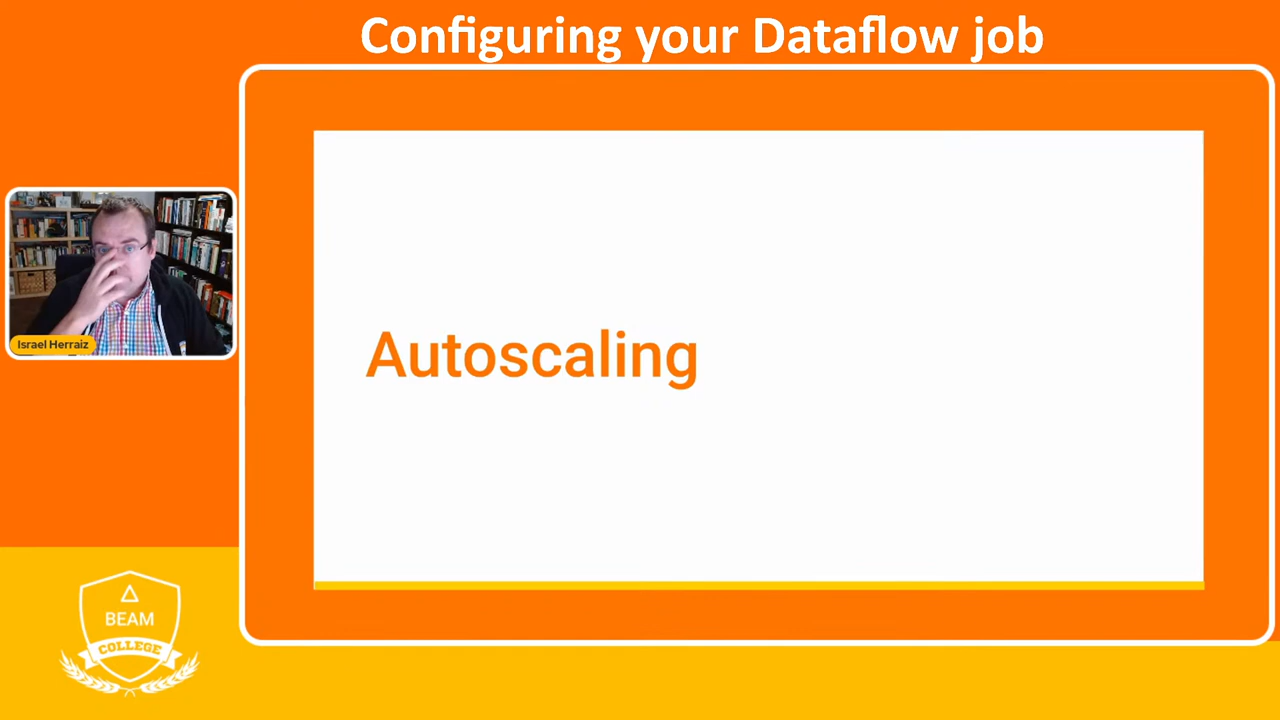 Configuring your Dataflow job
Israel Herraiz
Autoscaling
BEAM
COLLEGE